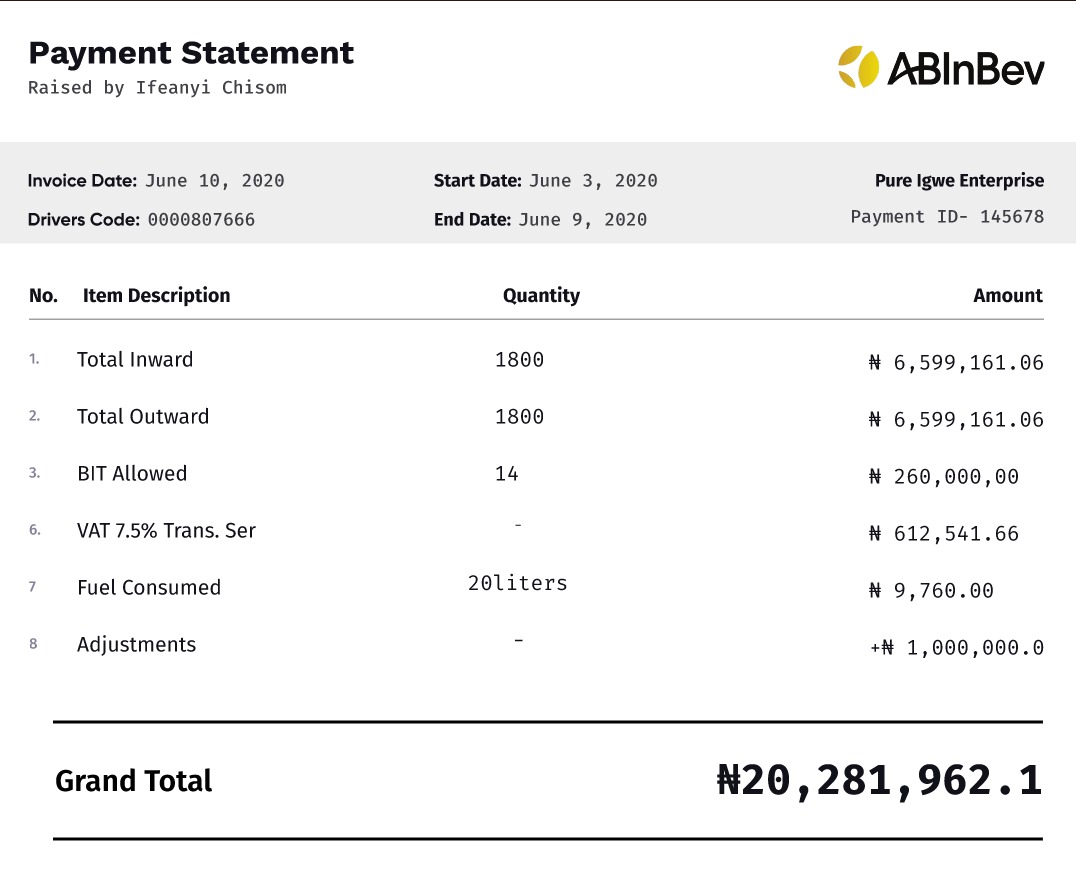 Payment Statement
Raised by Ifeanyi Chisom
ABInBev
Invoice Date: June 10, 2020
Start Date: June 3, 2020
Pure Igwe Enterprise
Drivers Code: 0000807666
End Date: June 9, 2020
Payment ID- 145678
No. Item Description Quantity Amount
1. Total Inward 1800 ₦ 6,599,161.06
2. Total Outward 1800 ₦ 6,599,161.06
3. BIT Allowed 14 ₦ 260,000,00
6. VAT 7.5% Trans. Ser - ₦ 612,541.66
7 Fuel Consumed 20liters ₦ 9,760.00
8 Adjustments - +₦ 1,000,000.0
Grand Total ₦20,281,962.1